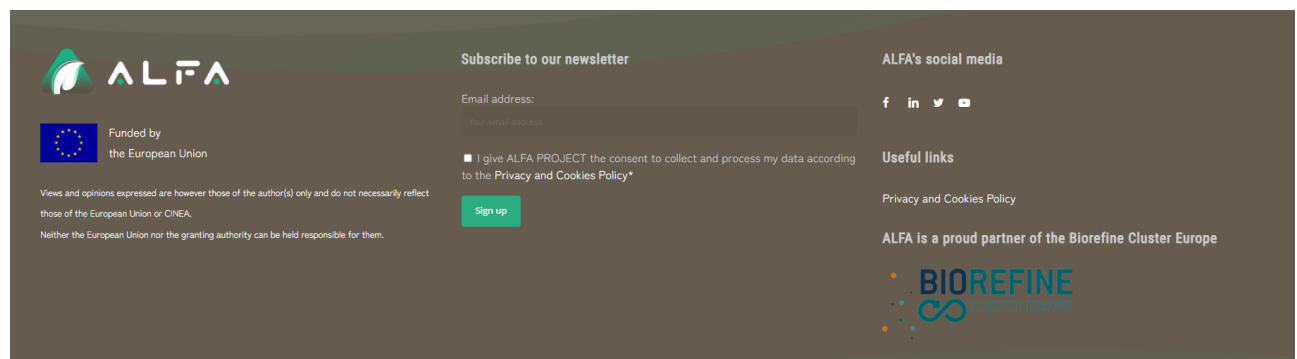 ALFA
Funded by
the European Union
Views and opinions expressed are however those of the author(s) only and do not necessarily reflect
those of the European Union or CINEA.
Neither the European Union nor the granting authority can be held responsible for them.
Subscribe to our newsletter
Email address:
Your email address
I give ALFA PROJECT the consent to collect and process my data according
to the Privacy and Cookies Policy*
Sign up
ALFA's social media
Useful links
Privacy and Cookies Policy
ALFA is a proud partner of the Biorefine Cluster Europe
BIOREFINE
CLUSTER EUROPE